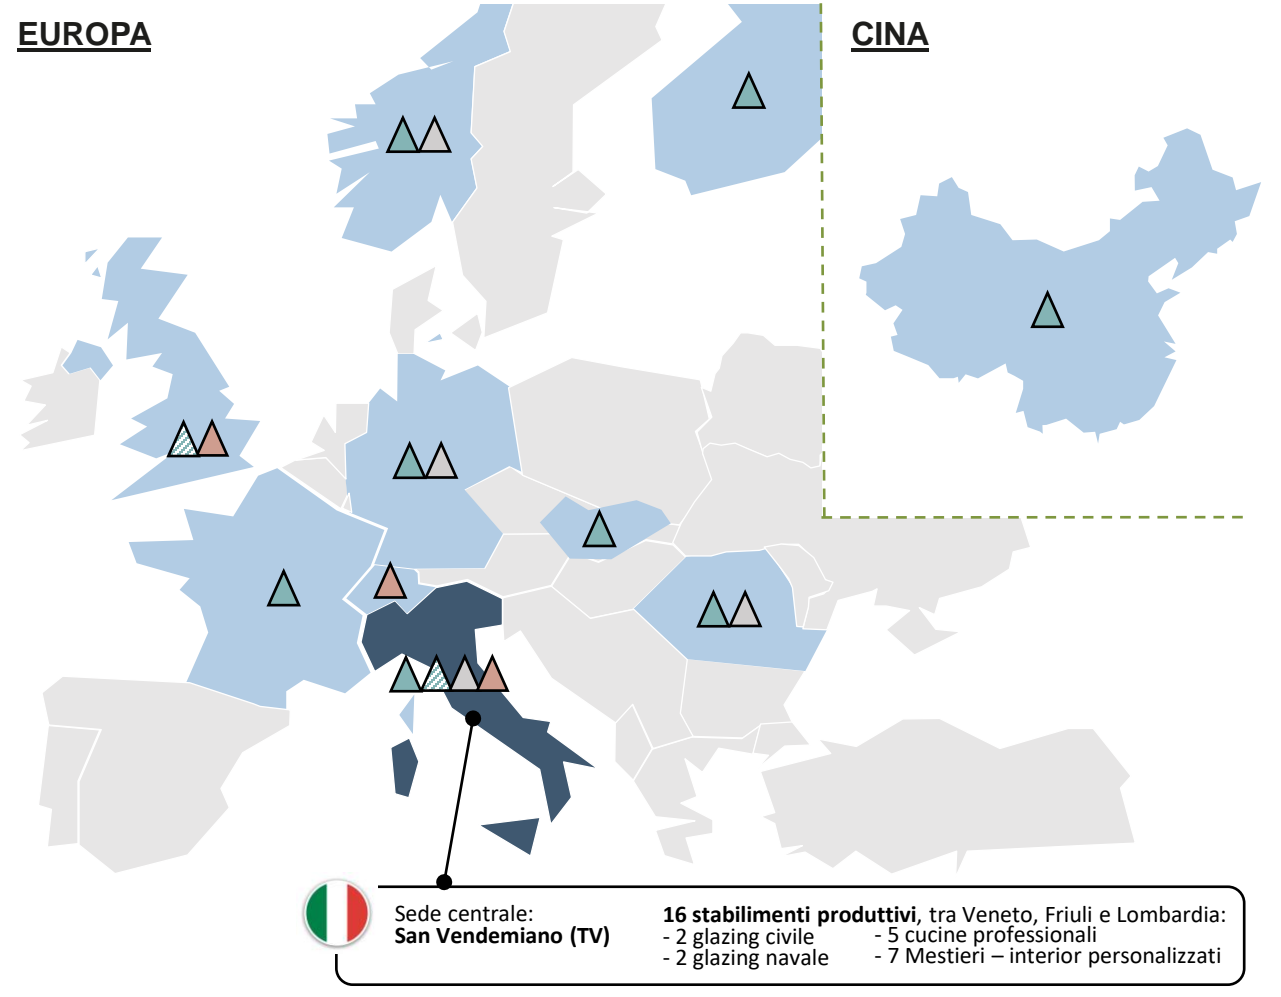 EUROPA
CINA
Sede centrale:
San Vendemiano (TV)
16 stabilimenti produttivi, tra Veneto, Friuli e Lombardia:
- 2 glazing civile
- 5 cucine professionali
- 2 glazing navale
- 7 Mestieri – interior personalizzati